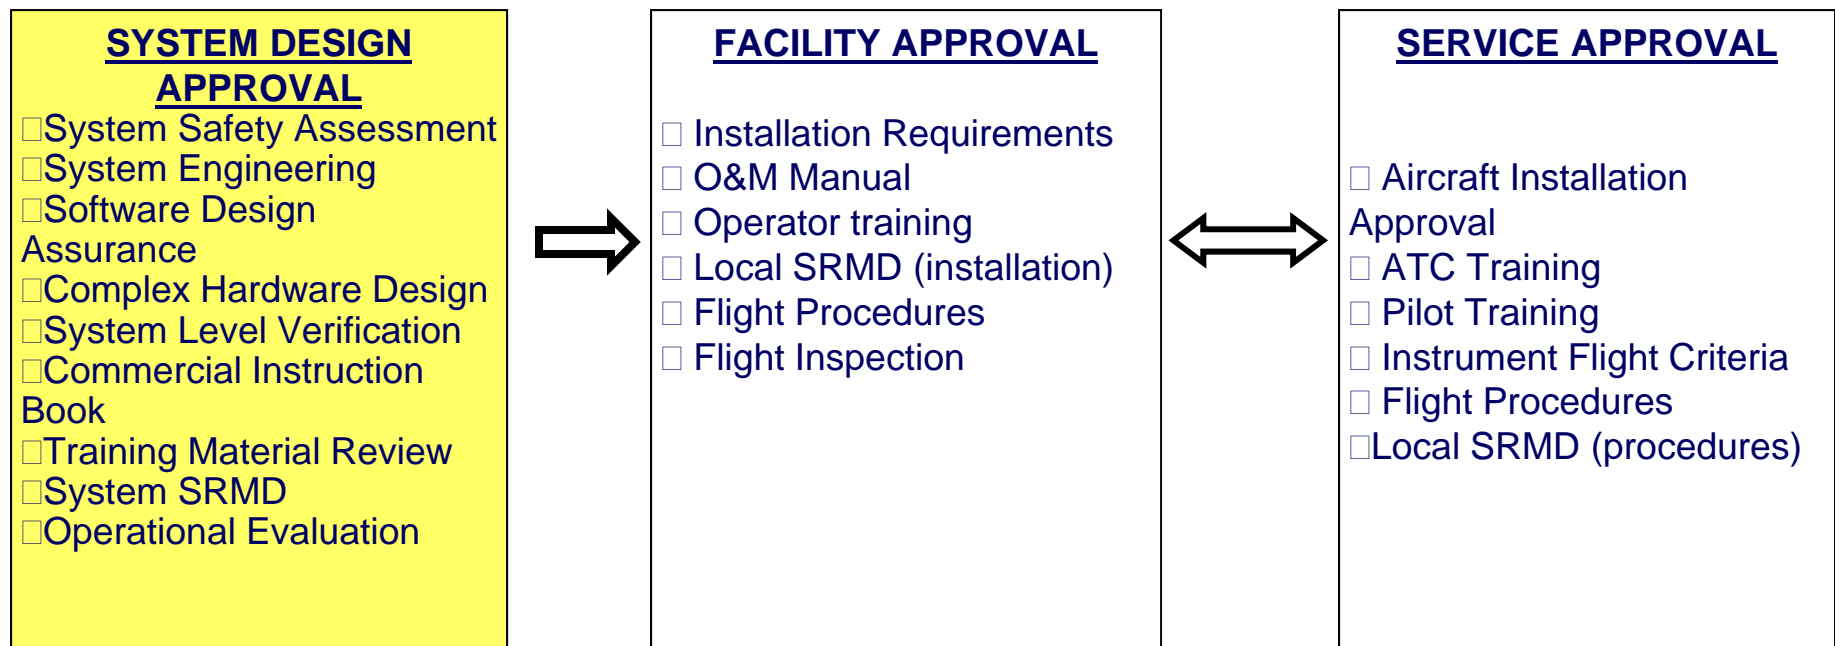 SYSTEM DESIGN
APPROVAL
□System Safety Assessment
□System Engineering
□Software Design
Assurance
□Complex Hardware Design
□System Level Verification
□Commercial Instruction
Book
□Training Material Review
□System SRMD
□Operational Evaluation
FACILITY APPROVAL
□ Installation Requirements
□ O&M Manual
□ Operator training
□ Local SRMD (installation)
□ Flight Procedures
□ Flight Inspection
SERVICE APPROVAL
□ Aircraft Installation
Approval
□ ATC Training
□ Pilot Training
□ Instrument Flight Criteria
□ Flight Procedures
□Local SRMD (procedures)